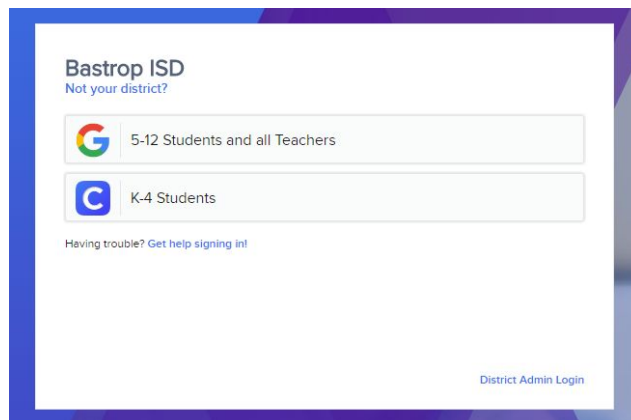 Bastrop ISD
Not your district?
5-12 Students and all Teachers
K-4 Students
Having trouble? Get help signing in!
District Admin Login